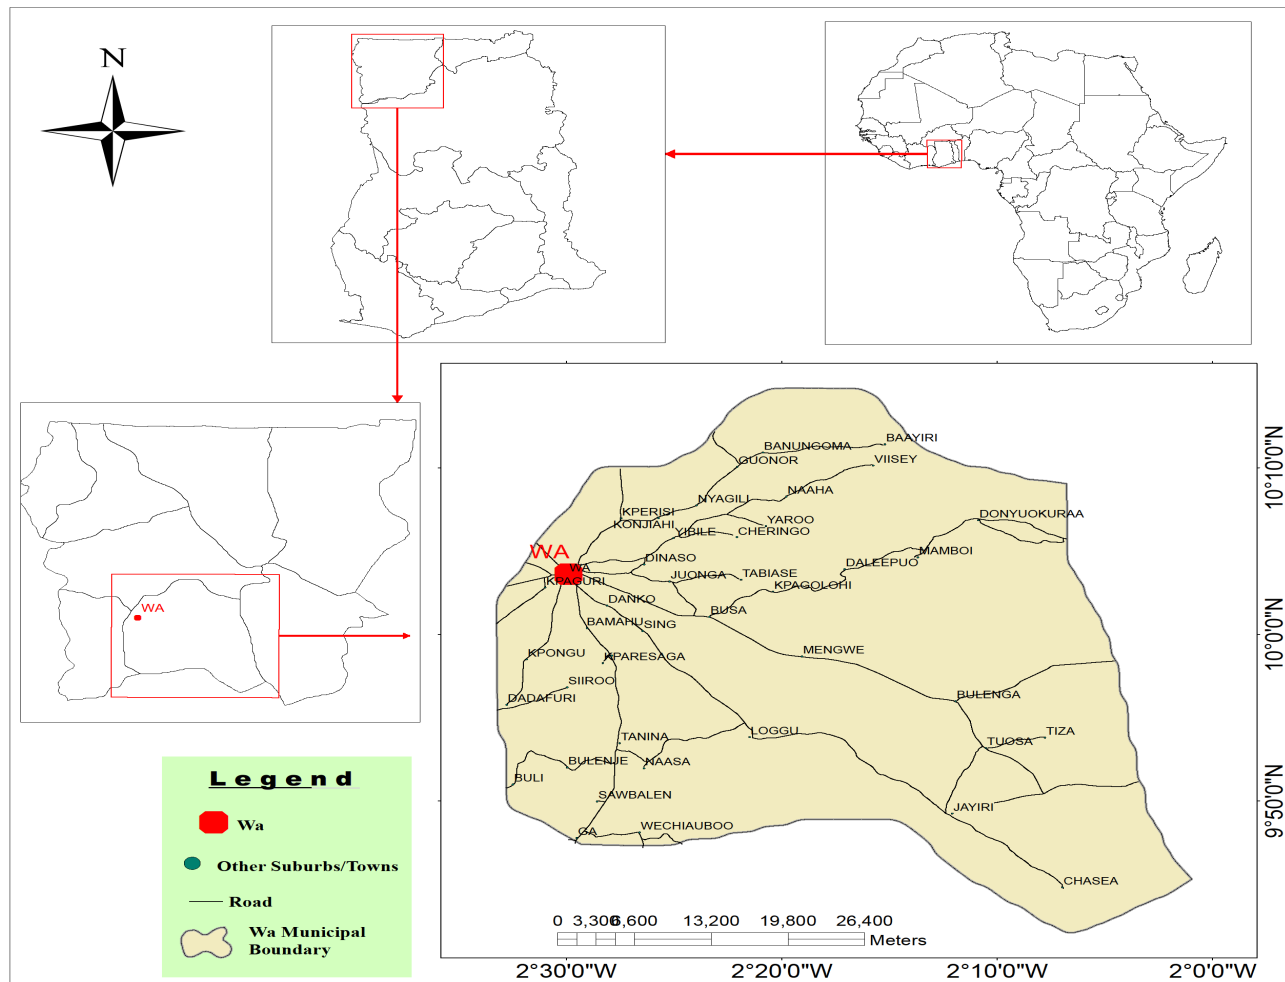 N
WA
Legend
Wa
Other Suburbs/Towns
Road
Wa Municipal
Boundary
BAAYIRI
BANUNGOMA
VIISEY
GUONOR
NAAHA
NYAGILI
KPERISI
DONYUOKURAA
YAROO
KONJIAHI
YIBILE
CHERINGO
WA
MAMBOI
DINASO
DALEEPUO
WA
JUONGA
TABIASE
KPAGURI
KPAGOLOHI
DANKO
BUSA
BAMAHU
SING
MENGWE
KPONGU
KPARESAGA
SIIROO
BULENGA
DADAFURI
LOGGU
TIZA
TANINA
TUOSA
BULENJE
NAASA
BULI
SAWBALEN
JAYIRI
GA
WECHIAUBOO
CHASEA
0 3,300 6,600 13,200 19,800 26,400
Meters
10°10'0"N
10°0'0"N
9°50'0"N
2°30'0"W
2°20'0"W
2°10'0"W
2°0'0"W